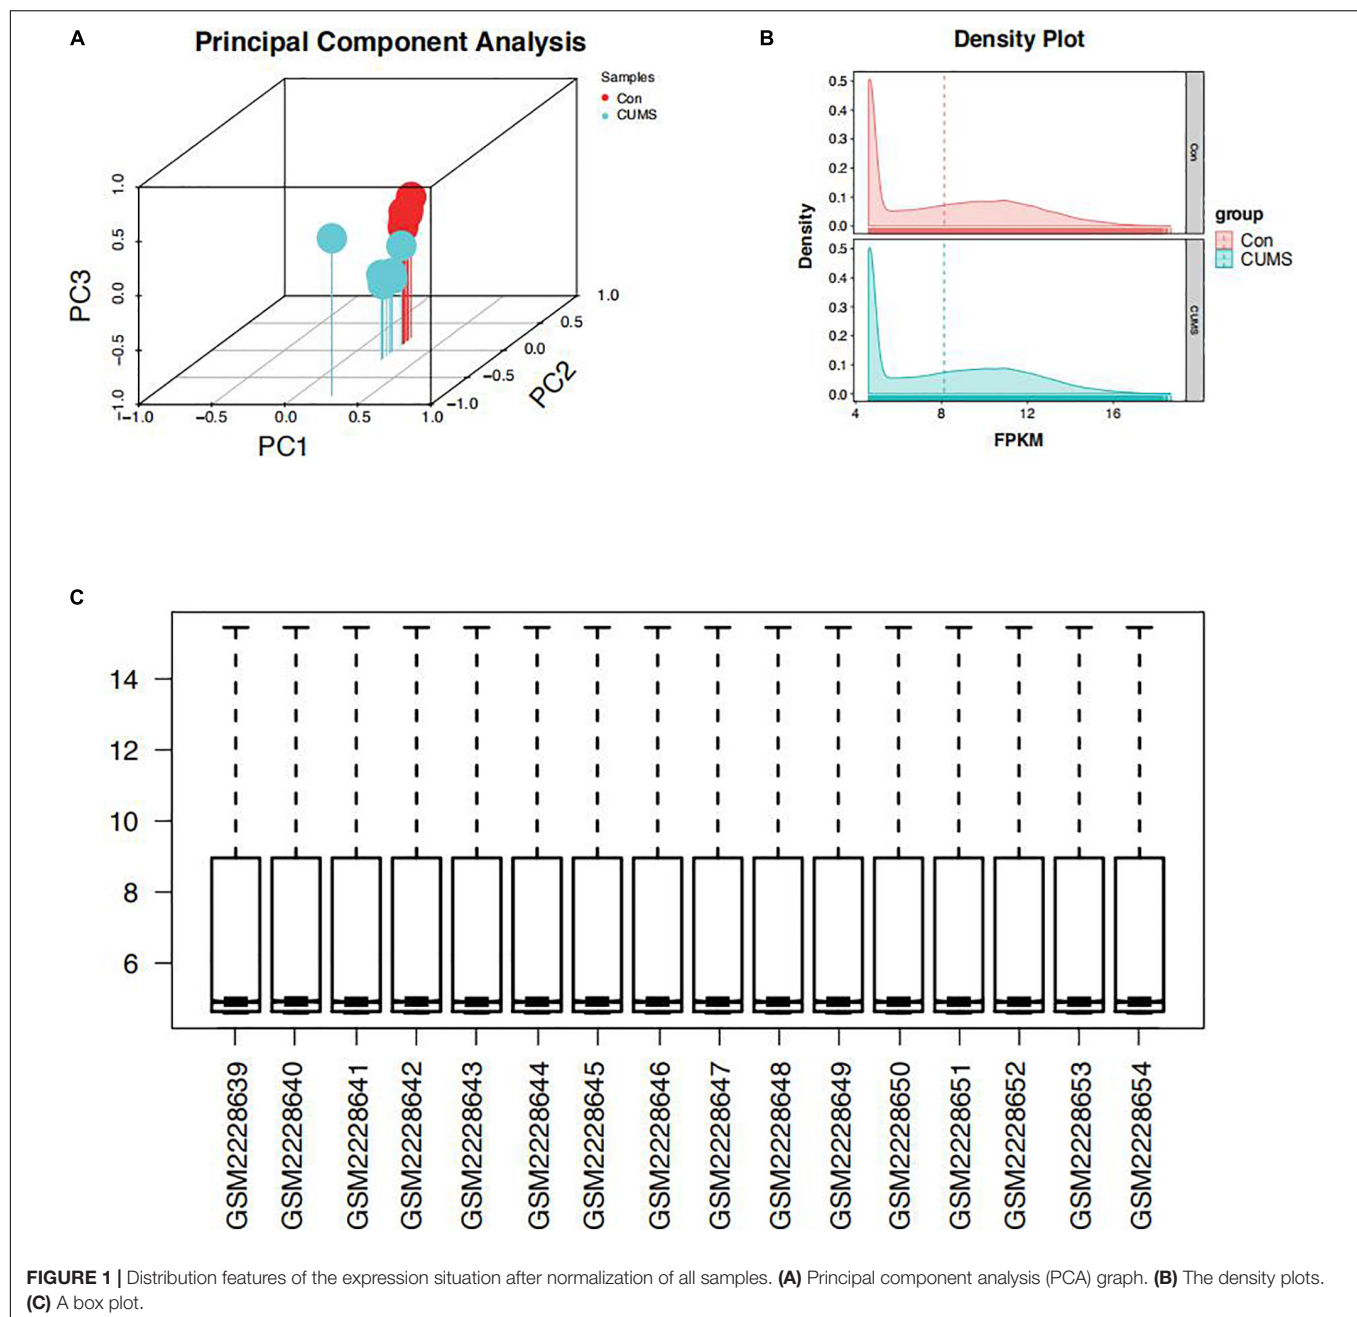 A
Principal Component Analysis
Samples
Con
CUMS
1.0
0.5
0.0
−0.5
−1.0
PC3
−1.0
−0.5
0.0
0.5
1.0
PC1
−1.0
−0.5
0.0
0.5
1.0
PC2
B
Density Plot
0.5
0.4
0.3
0.2
0.1
0.0
Con
0.5
0.4
0.3
0.2
0.1
0.0
CUMS
Density
4
8
12
16
FPKM
group
Con
CUMS
C
14
12
10
8
6
GSM2228639
GSM2228640
GSM2228641
GSM2228642
GSM2228643
GSM2228644
GSM2228645
GSM2228646
GSM2228647
GSM2228648
GSM2228649
GSM2228650
GSM2228651
GSM2228652
GSM2228653
GSM2228654
FIGURE 1 | Distribution features of the expression situation after normalization of all samples. (A) Principal component analysis (PCA) graph. (B) The density plots.
(C) A box plot.